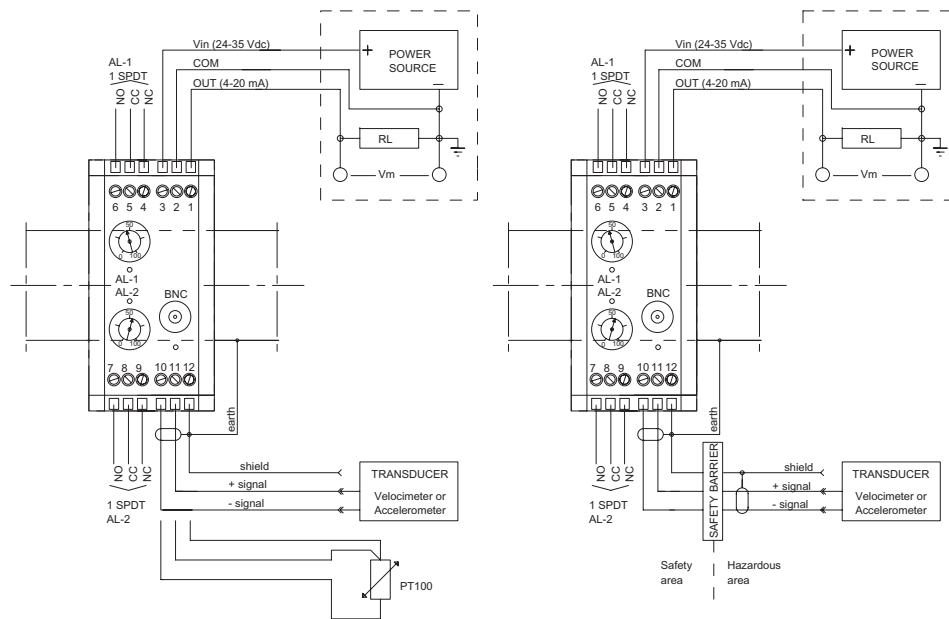 Vin (24-35 Vdc)
COM
OUT (4-20 mA)
AL-1
1 SPDT
NO
CC
NC
POWER
SOURCE
+
−
RL
Vm
6 5 4 3 2 1
50
0 100
AL-1
AL-2
BNC
50
0 100
7 8 9 10 11 12
earth
NO
CC
NC
1 SPDT
AL-2
shield
+ signal
- signal
TRANSDUCER
Velocimeter or
Accelerometer
PT100
Vin (24-35 Vdc)
COM
OUT (4-20 mA)
AL-1
1 SPDT
NO
CC
NC
POWER
SOURCE
+
−
RL
Vm
6 5 4 3 2 1
50
0 100
AL-1
AL-2
BNC
50
0 100
7 8 9 10 11 12
earth
NO
CC
NC
1 SPDT
AL-2
SAFETY BARRIER
shield
+ signal
- signal
TRANSDUCER
Velocimeter or
Accelerometer
Safety
area
Hazardous
area